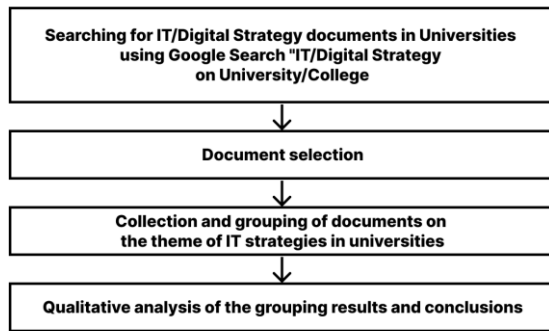 Searching for IT/Digital Strategy documents in Universities
using Google Search "IT/Digital Strategy
on University/College
Document selection
Collection and grouping of documents on
the theme of IT strategies in universities
Qualitative analysis of the grouping results and conclusions